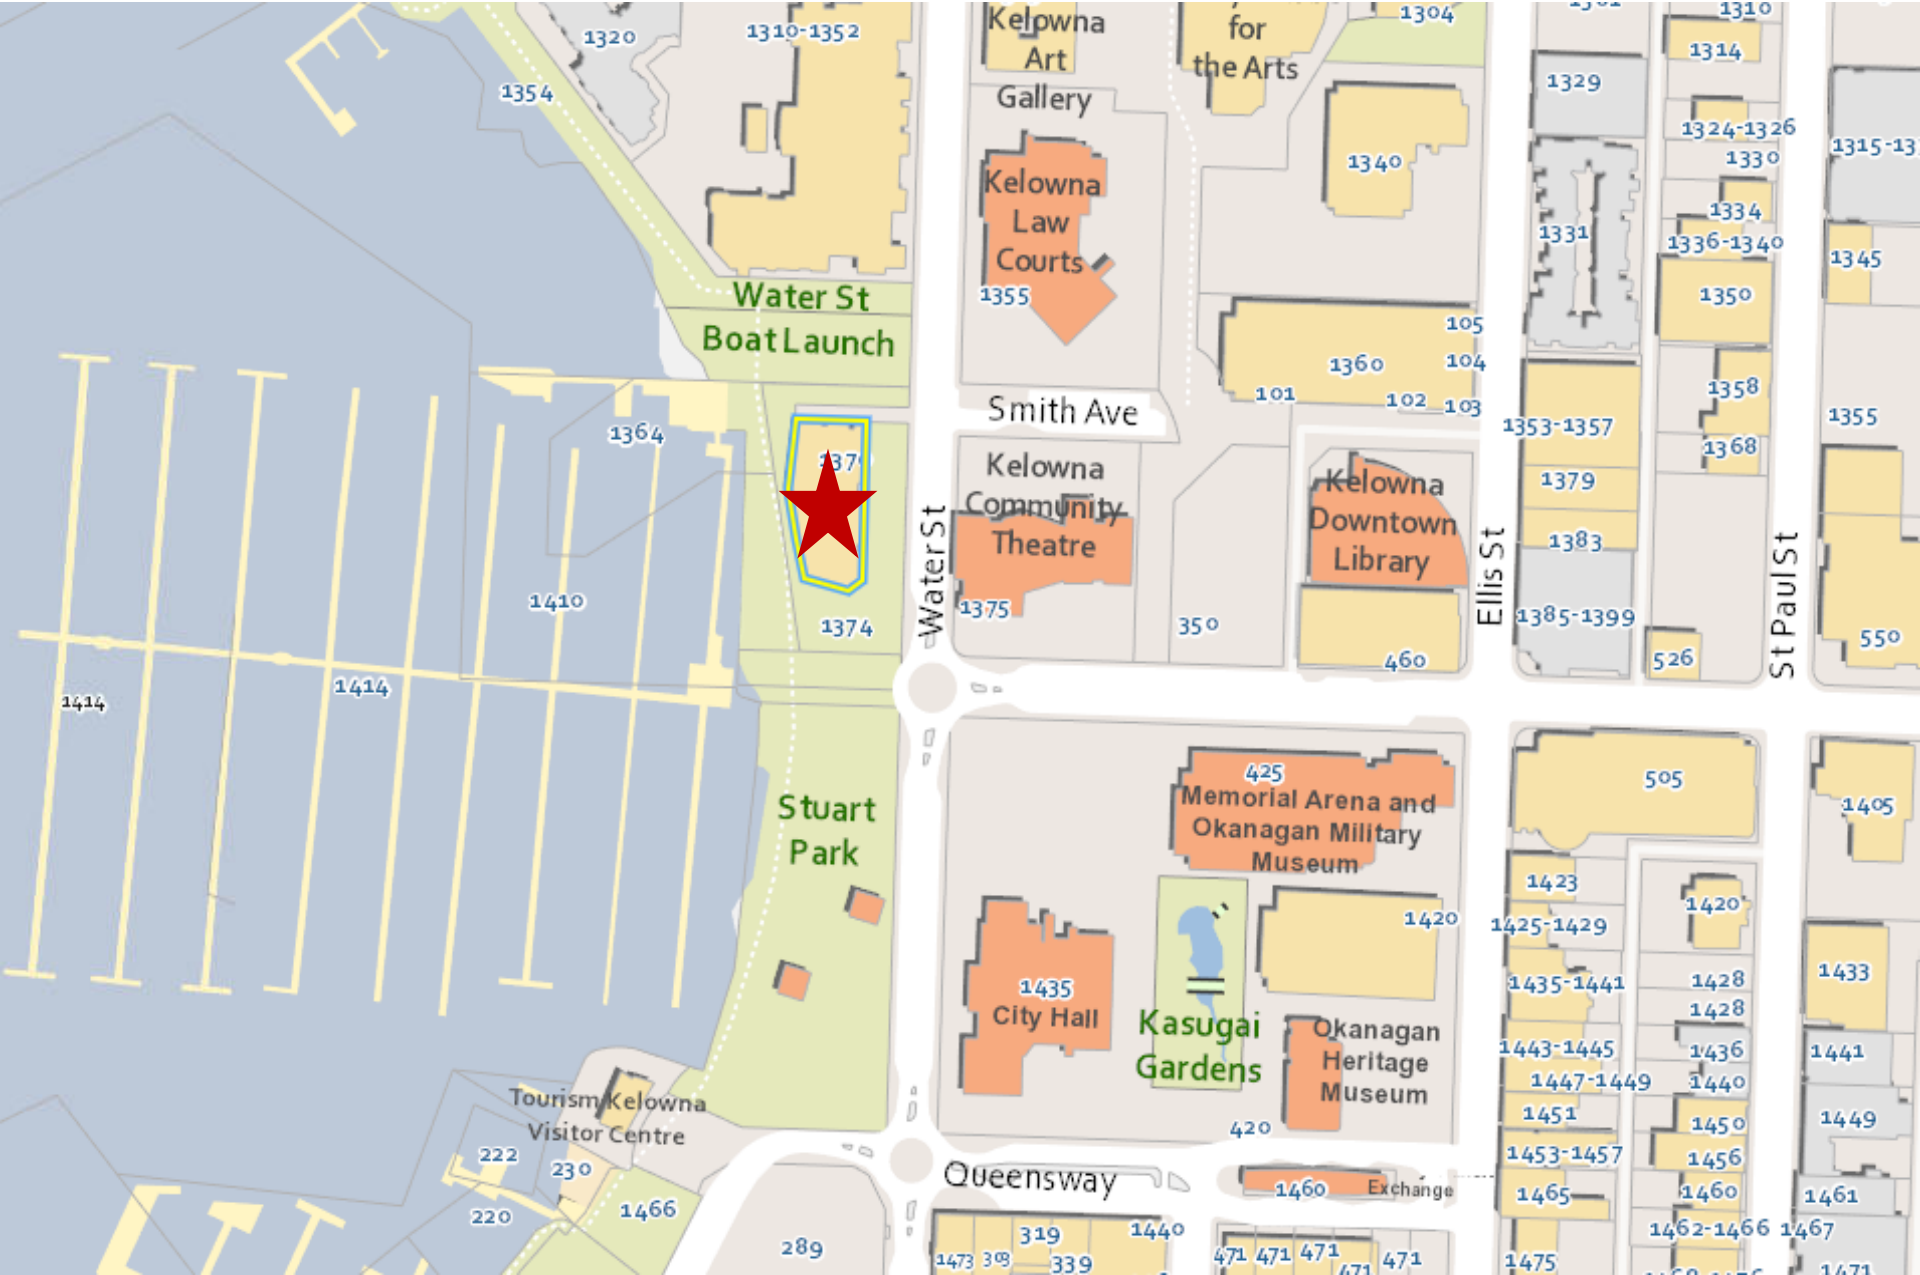 1320
1310-1352
1354
Kelowna
Art
Gallery
for
the Arts
1304
1310
1314
1329
1324-1326
1330
1315-13
1340
Kelowna
Law
Courts
1355
1331
1334
1336-1340
1345
1350
Water St
Boat Launch
105
104
103
1360
101
102
1358
1355
1368
1353-1357
1379
1383
1385-1399
Smith Ave
1364
137
1374
Water St
Kelowna
Community
Theatre
1375
350
Kelowna
Downtown
Library
460
Ellis St
526
St Paul St
550
1410
1414
1414
Stuart
Park
425
Memorial Arena and
Okanagan Military
Museum
505
1405
1423
1425-1429
1420
1420
1435-1441
1428
1428
1433
1435
City Hall
Kasugai
Gardens
Okanagan
Heritage
Museum
420
1443-1445
1436
1441
1447-1449
1440
1451
1450
1449
1453-1457
1456
1465
1460
1461
1462-1466
1467
1475
1471
Tourism Kelowna
Visitor Centre
222
230
220
1466
Queensway
1460
Exchange
289
319
1440
1473
303
339
471
471
471
471
471